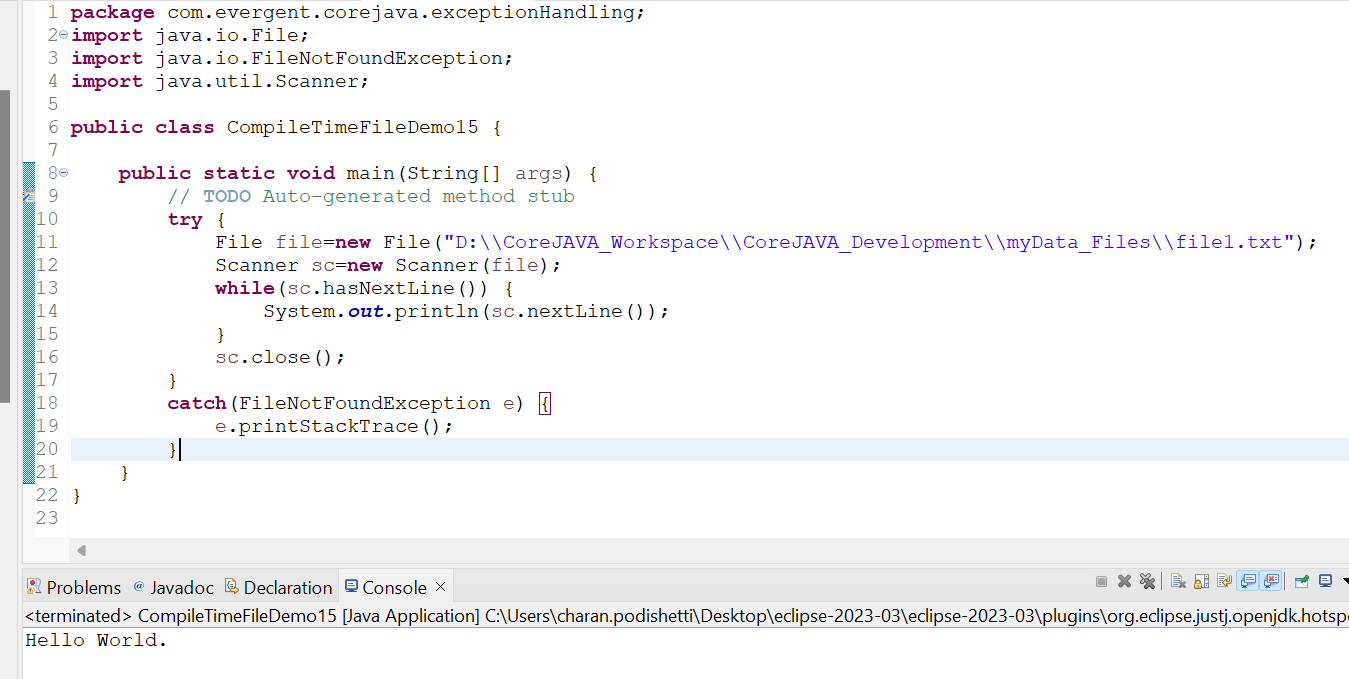 1 package com.evergent.corejava.exceptionHandling;
2 import java.io.File;
3 import java.io.FileNotFoundException;
4 import java.util.Scanner;
5
6 public class CompileTimeFileDemo15 {
7
8 public static void main(String[] args) {
9 // TODO Auto-generated method stub
10 try {
11 File file=new File("D:\\CoreJAVA_Workspace\\CoreJAVA_Development\\myData_Files\\file1.txt");
12 Scanner sc=new Scanner(file);
13 while(sc.hasNextLine()) {
14 System.out.println(sc.nextLine());
15 }
16 sc.close();
17 }
18 catch(FileNotFoundException e) {
19 e.printStackTrace();
20 }
21 }
22 }
23
Problems @ Javadoc Declaration Console
<terminated> CompileTimeFileDemo15 [Java Application] C:\Users\charan.podishetti\Desktop\eclipse-2023-03\eclipse-2023-03\plugins\org.eclipse.justj.openjdk.hotsp
Hello World.